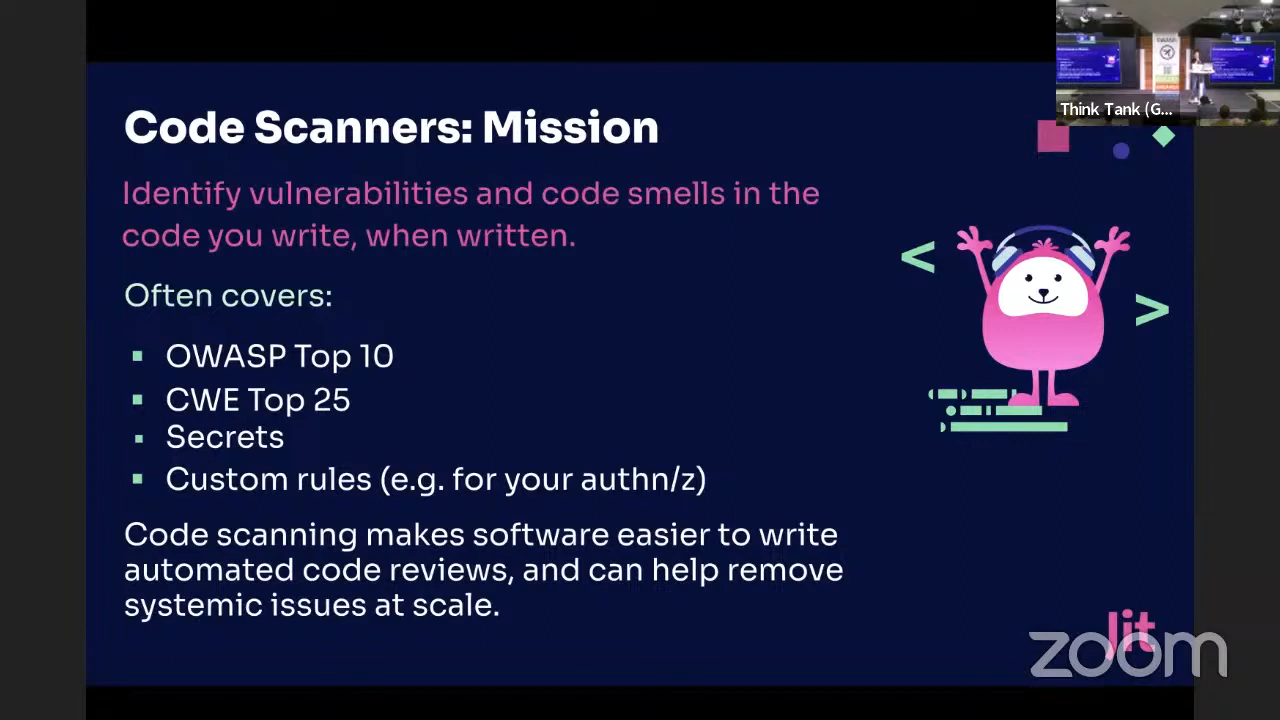 Code Scanners: Mission
Identify vulnerabilities and code smells in the
code you write, when written.
Often covers:
▪ OWASP Top 10
▪ CWE Top 25
▪ Secrets
▪ Custom rules (e.g. for your authn/z)
Code scanning makes software easier to write
automated code reviews, and can help remove
systemic issues at scale.
< >
Think Tank (G...
OWASP
Jit
zoom